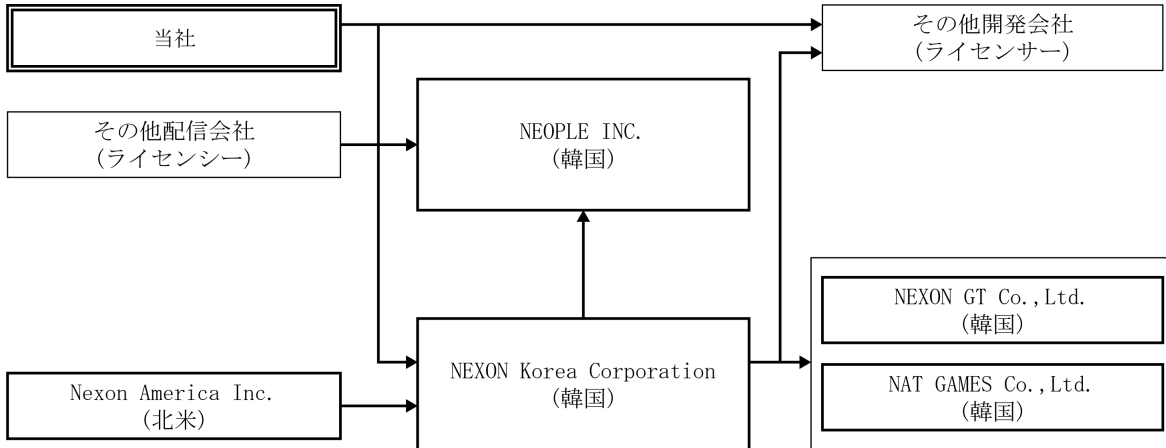 当社
その他開発会社
(ライセンサー)
その他配信会社
(ライセンシー)
NEOPLE INC.
(韓国)
NEXON GT Co.,Ltd.
(韓国)
NEXON Korea Corporation
(韓国)
Nexon America Inc.
(北米)
NAT GAMES Co.,Ltd.
(韓国)